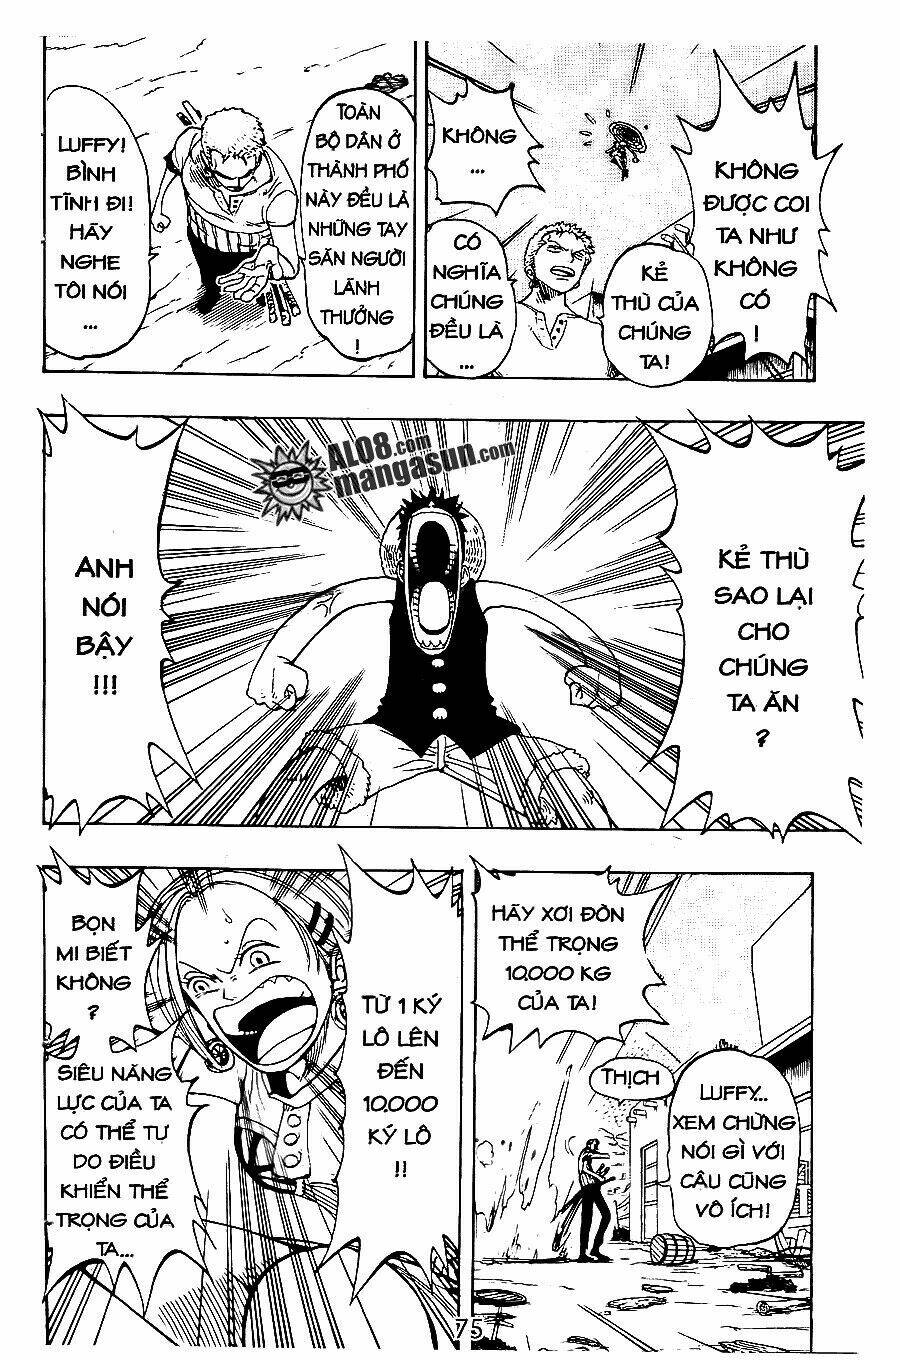 LUFFY!
BÌNH
TĨNH ĐI!
HÃY
NGHE
TÔI NÓI
...
TOÀN
BỘ DÂN Ở
THÀNH PHỐ
NÀY ĐỀU LÀ
NHỮNG TAY
SĂN NGƯỜI
LÃNH
THƯỞNG
!
KHÔNG
...
CÓ
NGHĨA
CHÚNG
ĐỀU LÀ
...
KẺ
THÙ CỦA
CHÚNG
TA!
KHÔNG
ĐƯỢC COI
TA NHƯ
KHÔNG
CÓ
!
ALO8.com
mangasun.com
ANH
NÓI
BẬY
!!!
KẺ THÙ
SAO LẠI
CHO
CHÚNG
TA ĂN
?
BỌN
MI BIẾT
KHÔNG
?
SIÊU NĂNG
LỰC CỦA TA
CÓ THỂ TỰ
DO ĐIỀU
KHIỂN THỂ
TRỌNG CỦA
TA...
TỪ 1 KÝ
LÔ LÊN
ĐẾN
10.000
KÝ LÔ
!!
HÃY XƠI ĐÒN
THỂ TRỌNG
10.000 KG
CỦA TA!
THỊCH
LUFFY...
XEM CHỪNG
NÓI GÌ VỚI
CẬU CŨNG
VÔ ÍCH!
75